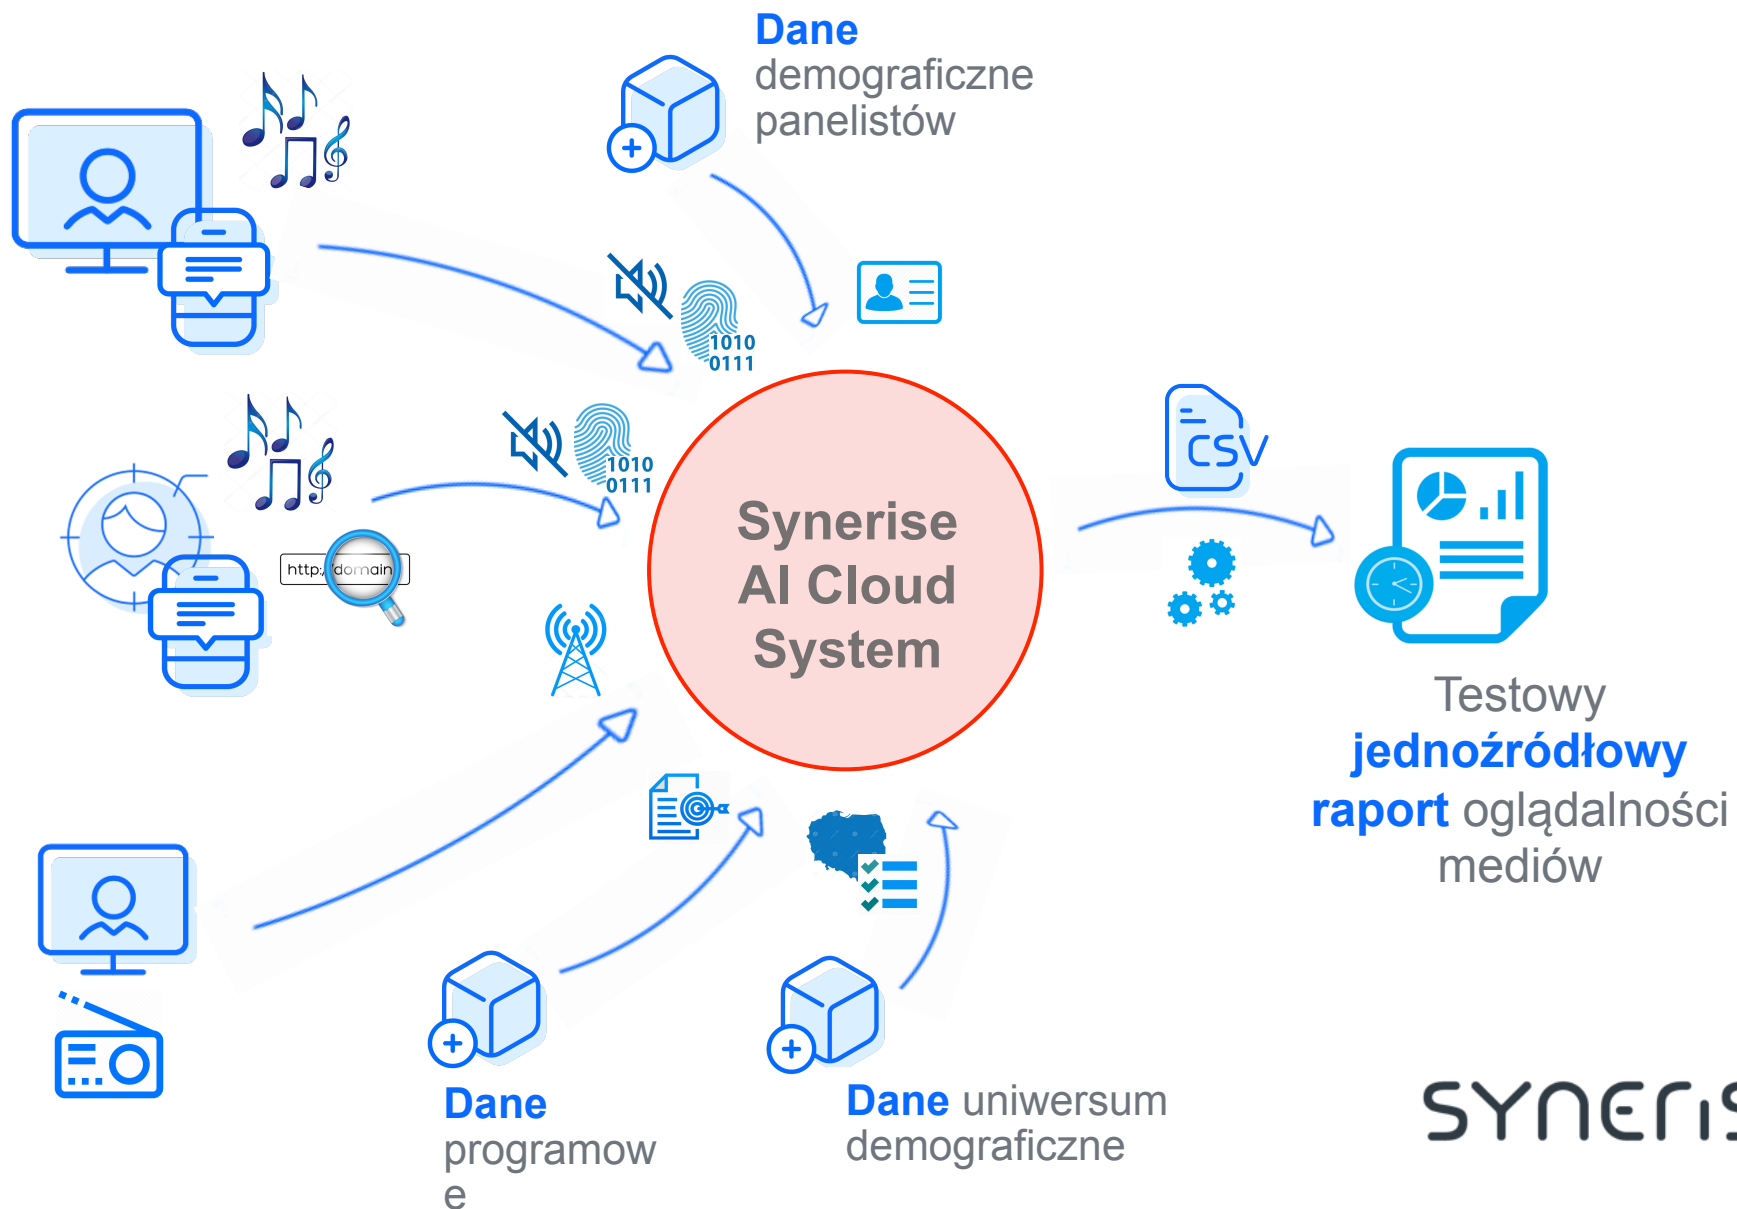 Dane
demograficzne
panelistów
1010
0111
1010
0111
http://domain
CSV
Synerise
AI Cloud
System
Testowy
jednoźródłowy
raport oglądalności
mediów
Dane
programow
e
Dane uniwersum
demograficzne
SYNERIS